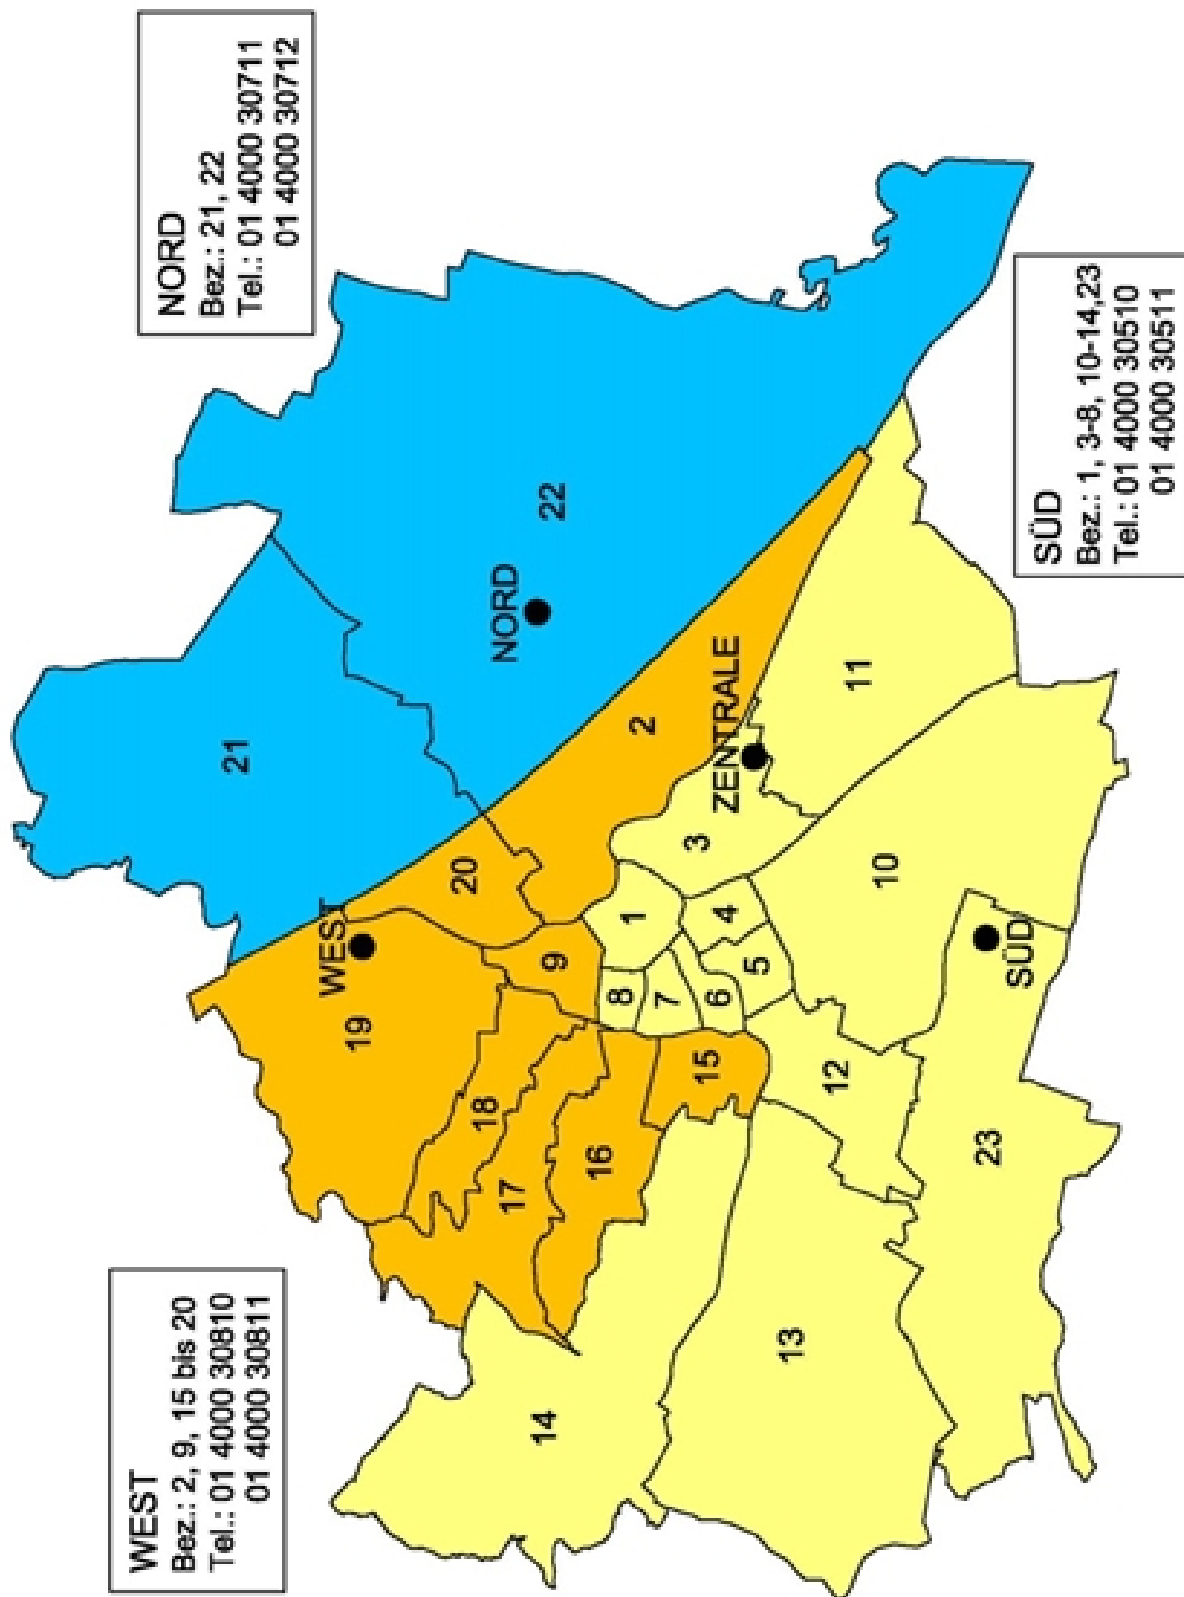 WEST
Bez.: 2, 9, 15 bis 20
Tel.: 01 4000 30810
01 4000 30811
NORD
Bez.: 21, 22
Tel.: 01 4000 30711
01 4000 30712
21
WEST
19
20
22
NORD
18
17
9
2
16
14
8
1
7
3
ZENTRALE
15
6
4
5
11
13
12
10
23
SÜD
SÜD
Bez.: 1, 3-8, 10-14,23
Tel.: 01 4000 30510
01 4000 30511